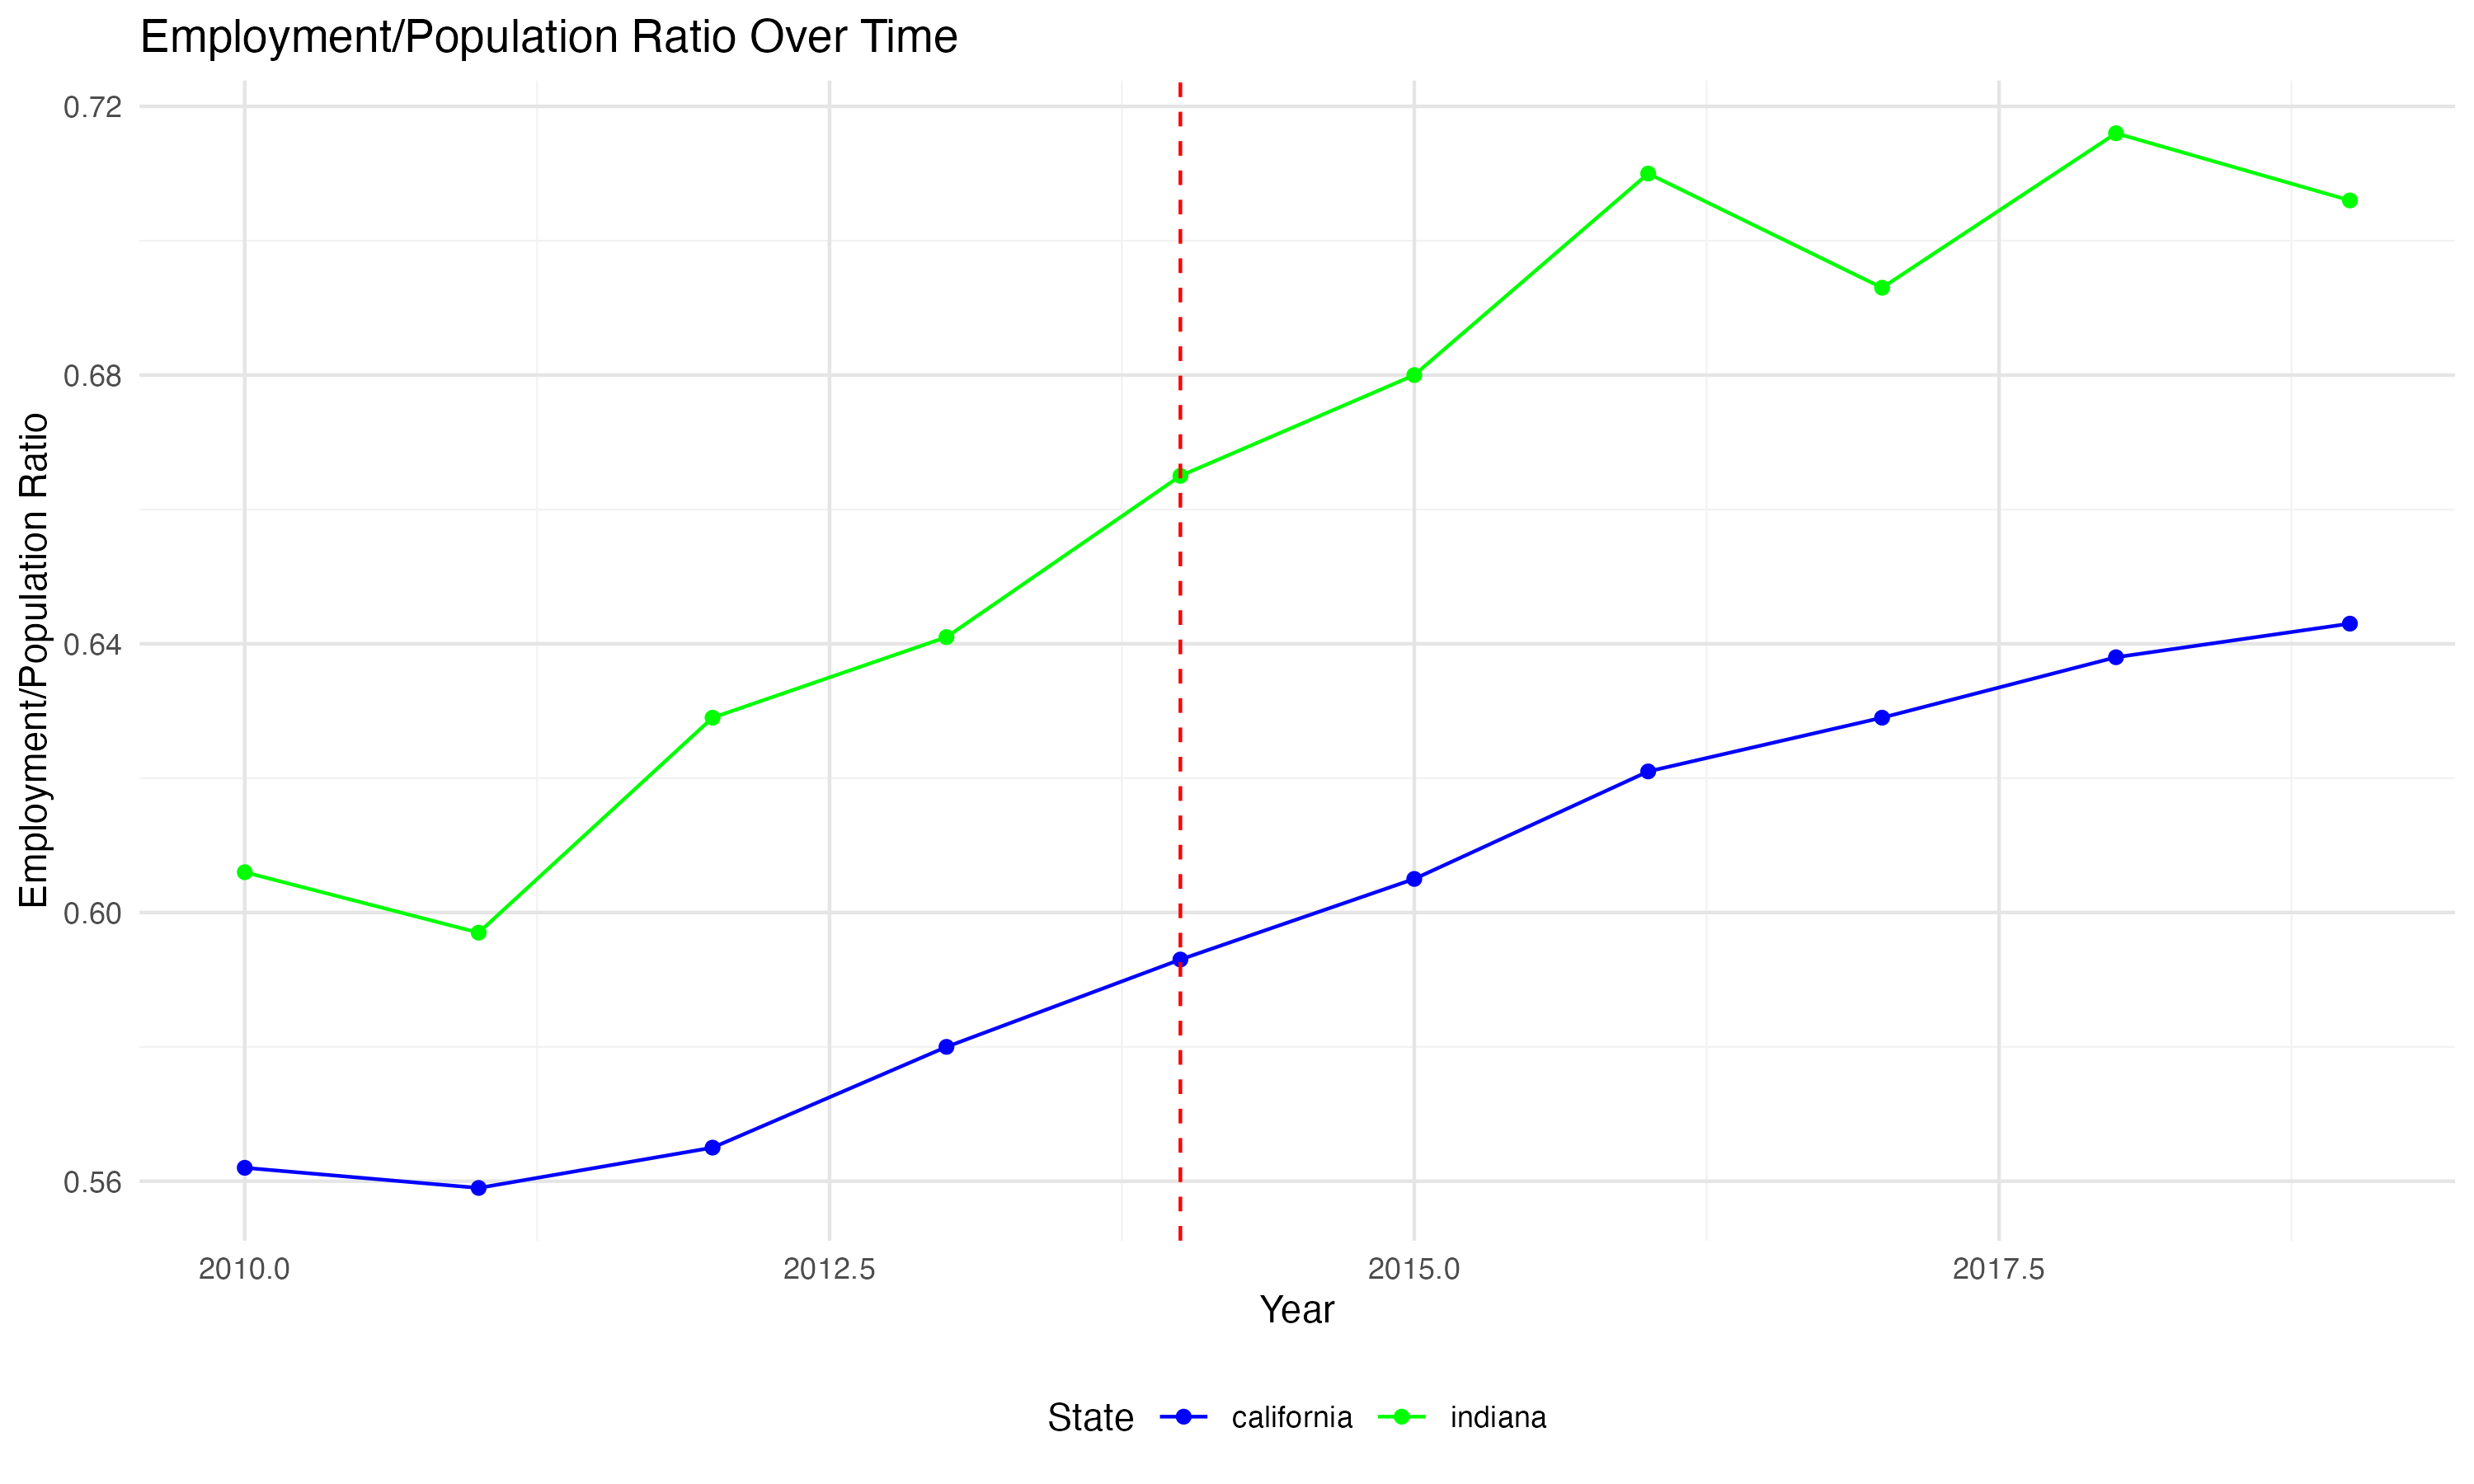 Employment/Population Ratio Over Time
Employment/Population Ratio
0.72
0.68
0.64
0.60
0.56
2010.0 2012.5 2015.0 2017.5
Year
State california indiana